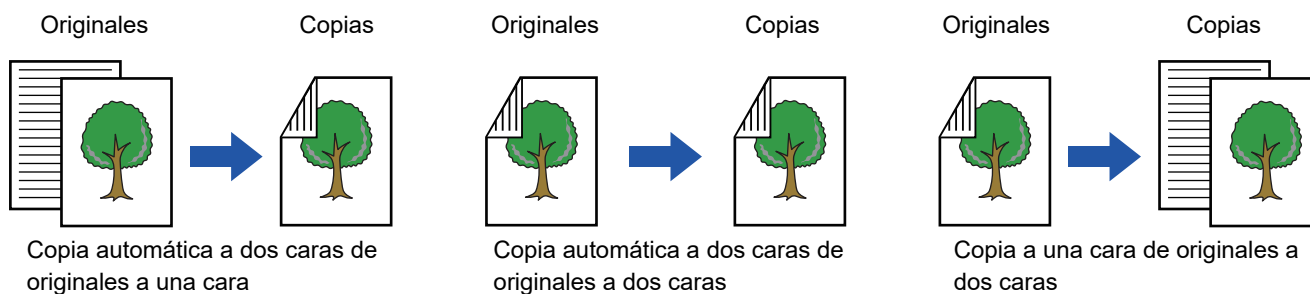 Originales
Copias
Originales
Copias
Originales
Copias
Copia automática a dos caras de
originales a una cara
Copia automática a dos caras de
originales a dos caras
Copia a una cara de originales a
dos caras